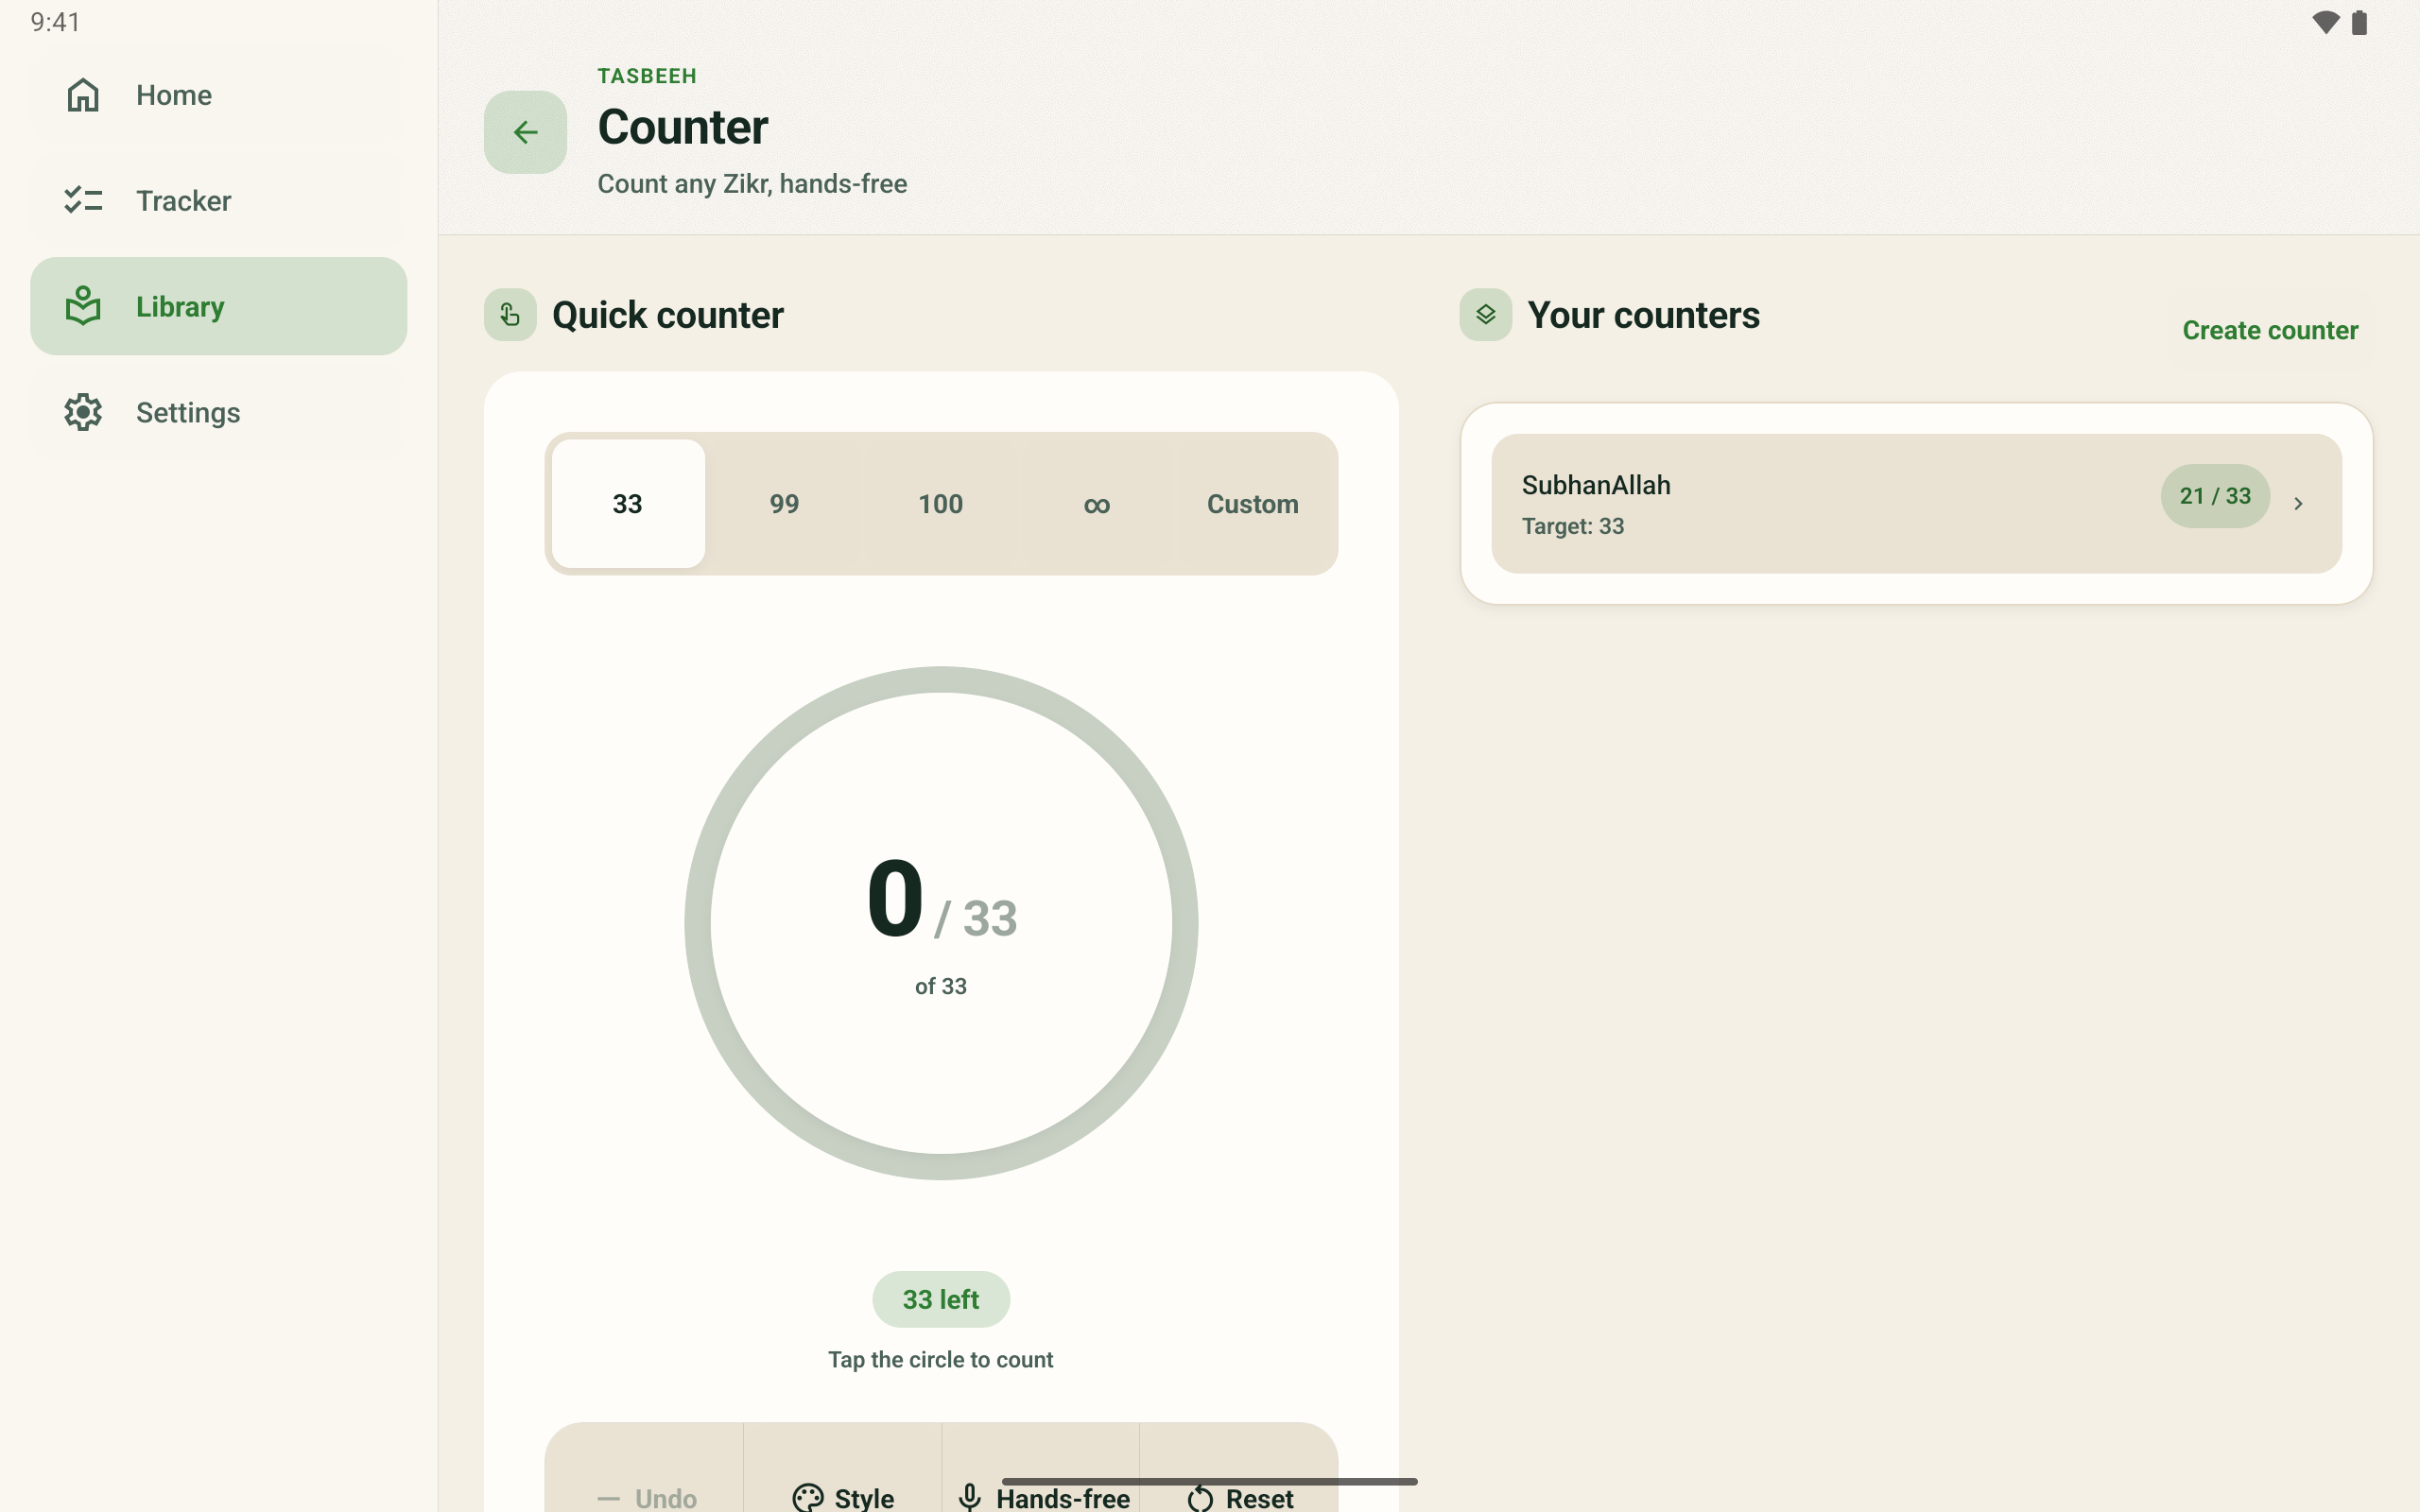 9:41
Home
Tracker
Library
Settings
TASBEEH
Counter
Count any Zikr, hands-free
Quick counter
33 99 100 ∞ Custom
0 / 33
of 33
33 left
Tap the circle to count
Undo Style Hands-free Reset
Your counters
Create counter
SubhanAllah
Target: 33
21 / 33